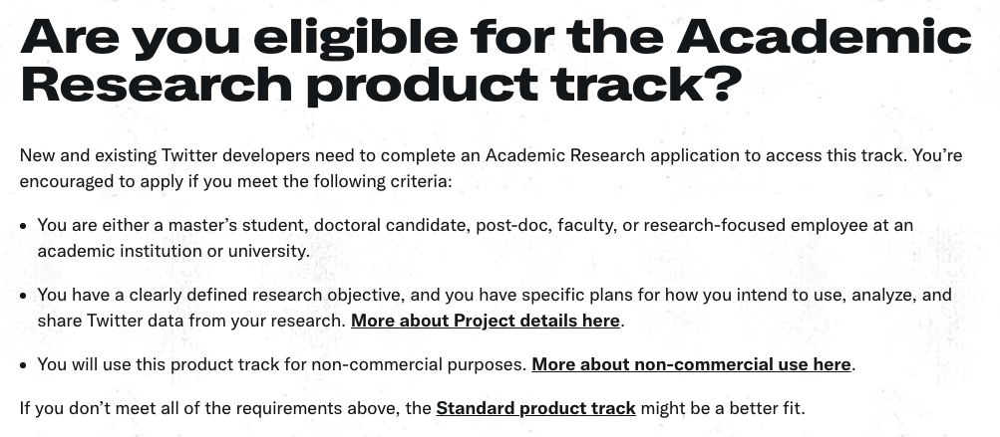 Are you eligible for the Academic
Research product track?
New and existing Twitter developers need to complete an Academic Research application to access this track. You're
encouraged to apply if you meet the following criteria:
• You are either a master's student, doctoral candidate, post-doc, faculty, or research-focused employee at an
academic institution or university.
• You have a clearly defined research objective, and you have specific plans for how you intend to use, analyze, and
share Twitter data from your research. More about Project details here.
• You will use this product track for non-commercial purposes. More about non-commercial use here.
If you don't meet all of the requirements above, the Standard product track might be a better fit.